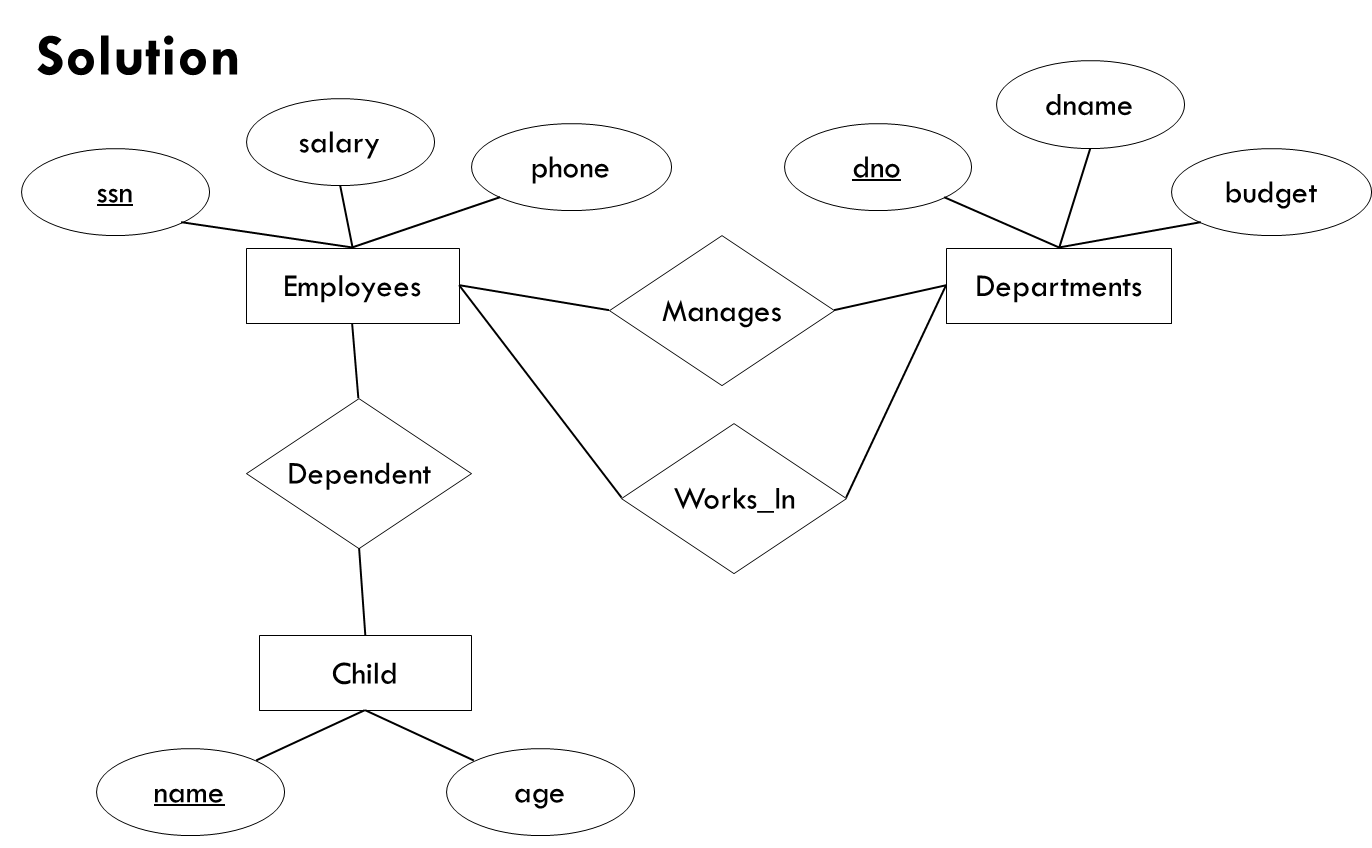 Solution
ssn
salary
phone
dno
dname
budget
Employees
Manages
Departments
Dependent
Works_In
Child
name
age